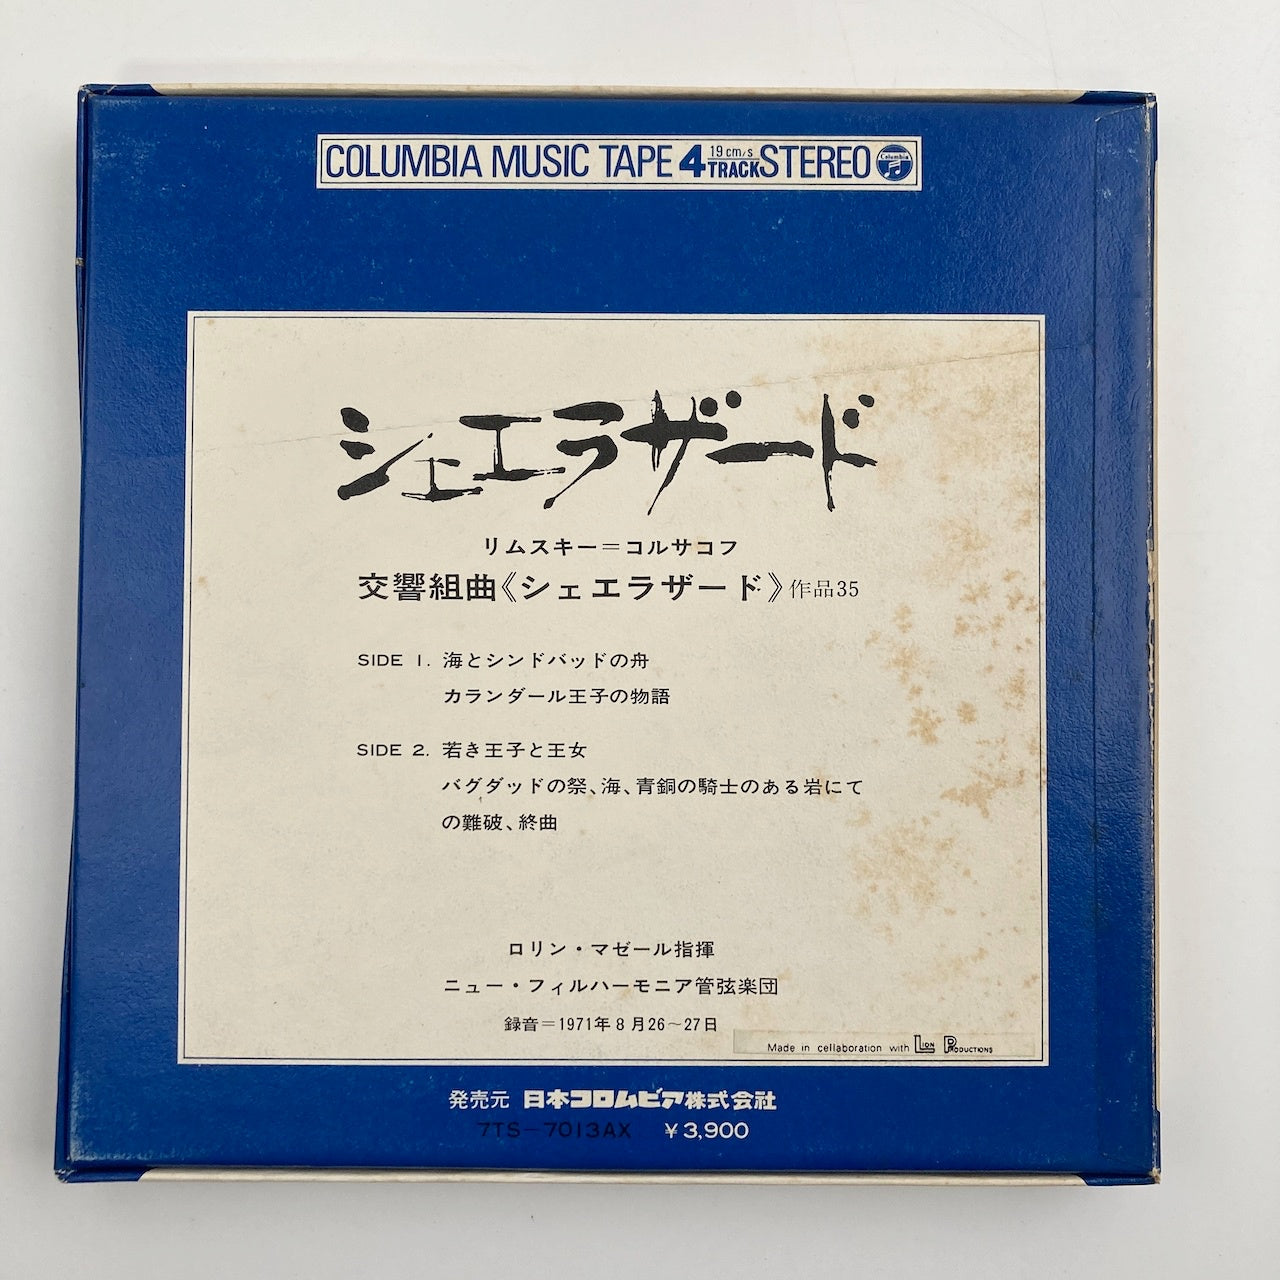 COLUMBIA MUSIC TAPE 4 19cm/s TRACK STEREO Columbia
シェエラザード
リムスキー=コルサコフ
交響組曲《シェエラザード》作品35
SIDE 1. 海とシンドバッドの舟
カランダール王子の物語
SIDE 2. 若き王子と王女
バグダッドの祭、海、青銅の騎士のある岩にて
の難破、終曲
ロリン・マゼール指揮
ニュー・フィルハーモニア管弦楽団
録音=1971年8月26~27日
Made in cellaboration with LION PRODUCTIONS
発売元 日本コロムビア株式会社
7TS-7013AX ¥3,900